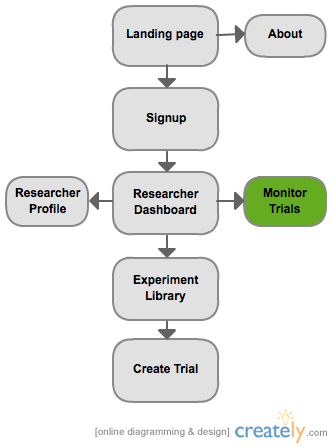 Landing page
About
Signup
Researcher
Profile
Researcher
Dashboard
Monitor
Trials
Experiment
Library
Create Trial
[online diagramming & design] creately.com